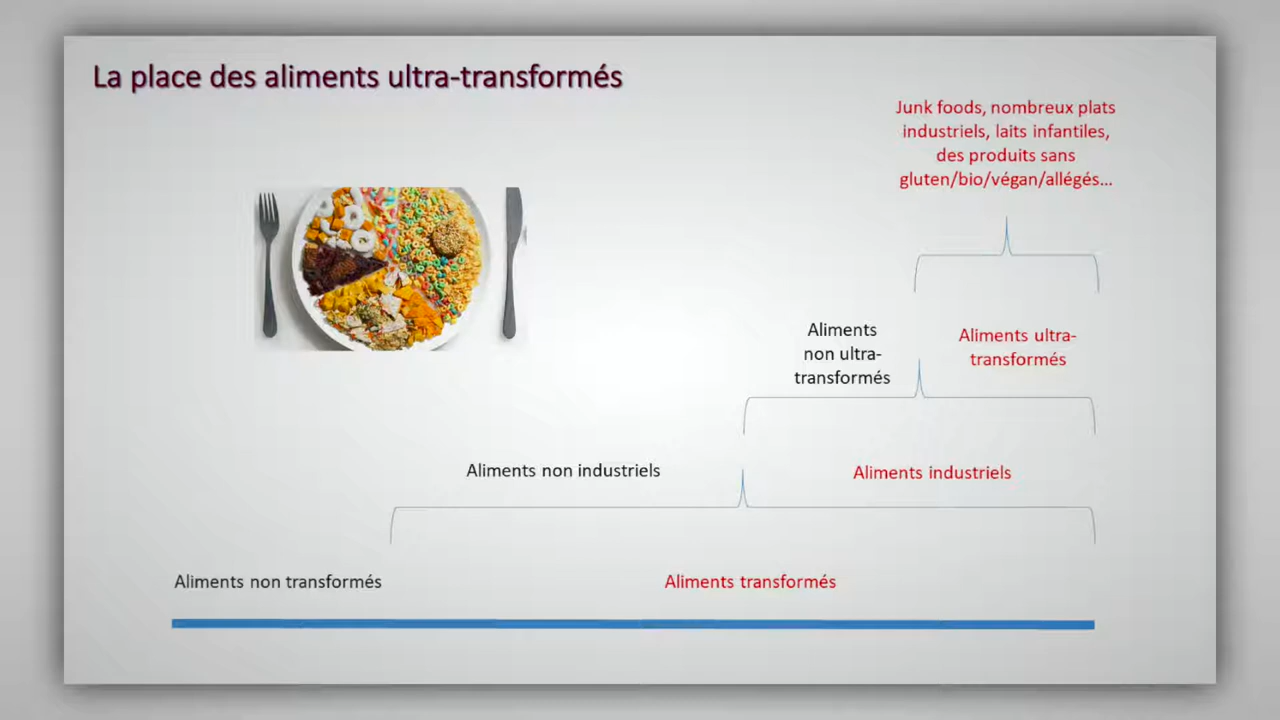 La place des aliments ultra-transformés
Junk foods, nombreux plats
industriels, laits infantiles,
des produits sans
gluten/bio/végan/allégés...
Aliments
non ultra-
transformés
Aliments ultra-
transformés
Aliments non industriels
Aliments industriels
Aliments non transformés
Aliments transformés